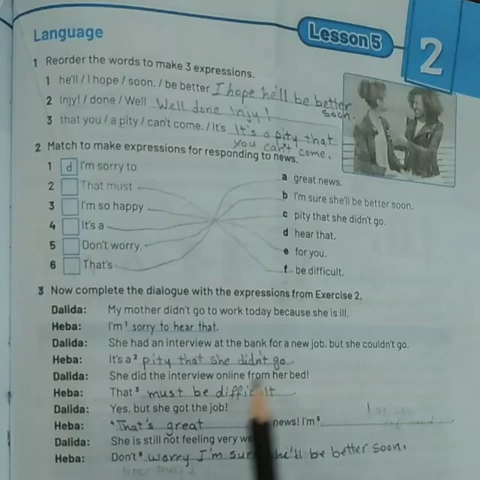 Language
Lesson 5
2
1 Reorder the words to make 3 expressions.
1 he'll / I hope / soon. / be better I hope he'll be better soon.
2 Injy! / done / Well Well done Injy!
3 that you / a pity / can't come. / It's It's a pity that you can't come.
2 Match to make expressions for responding to news.
1 d I'm sorry to
2 That must
3 I'm so happy
4 It's a
5 Don't worry,
6 That's
a great news.
b I'm sure she'll be better soon.
c pity that she didn't go.
d hear that.
e for you.
f be difficult.
3 Now complete the dialogue with the expressions from Exercise 2.
Dalida: My mother didn't go to work today because she is ill.
Heba: I'm 1 sorry to hear that.
Dalida: She had an interview at the bank for a new job, but she couldn't go.
Heba: It's a 2 pity that she didn't go
Dalida: She did the interview online from her bed!
Heba: That 3 must be difficult
Dalida: Yes, but she got the job!
Heba: 4 That's great news! I'm 5
Dalida: She is still not feeling very
Heba: Don't 6 worry I'm sure she'll be better soon.